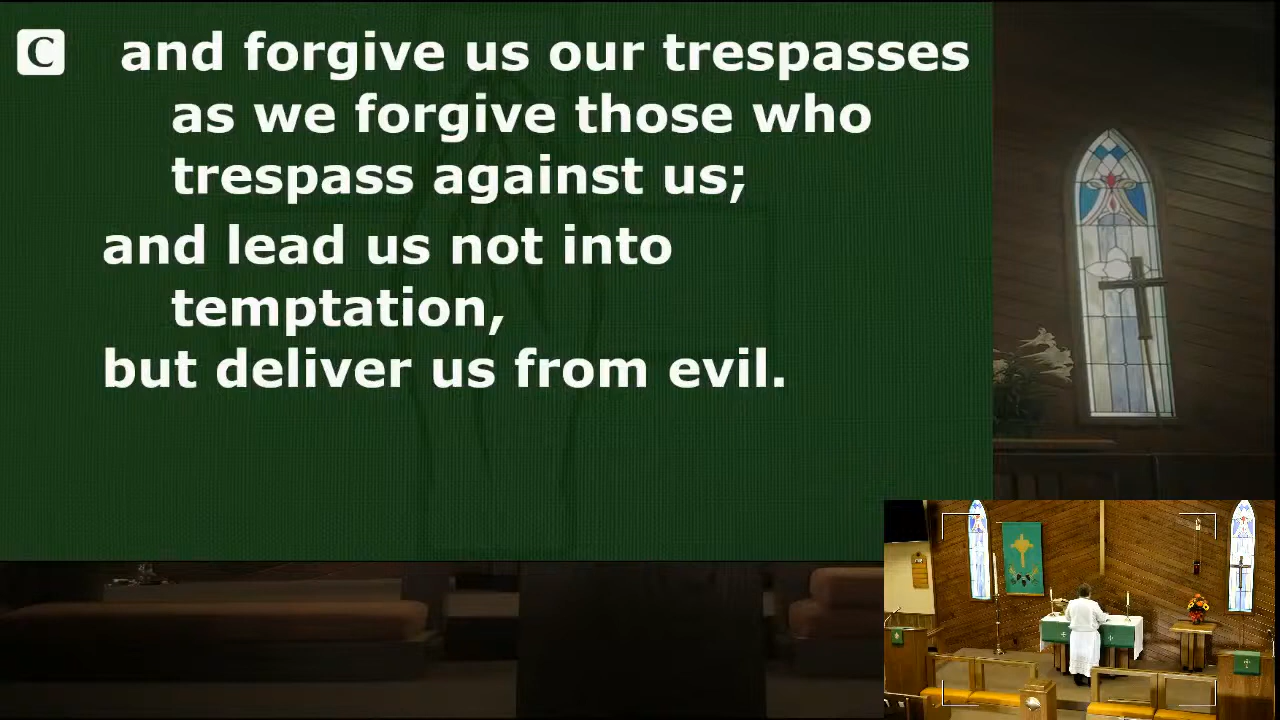 C and forgive us our trespasses
as we forgive those who
trespass against us;
and lead us not into
temptation,
but deliver us from evil.